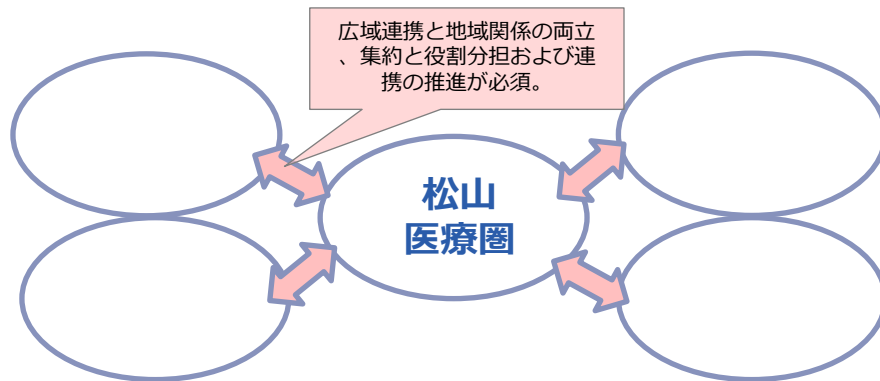 広域連携と地域関係の両立
、集約と役割分担および連
携の推進が必須。
松山
医療圏